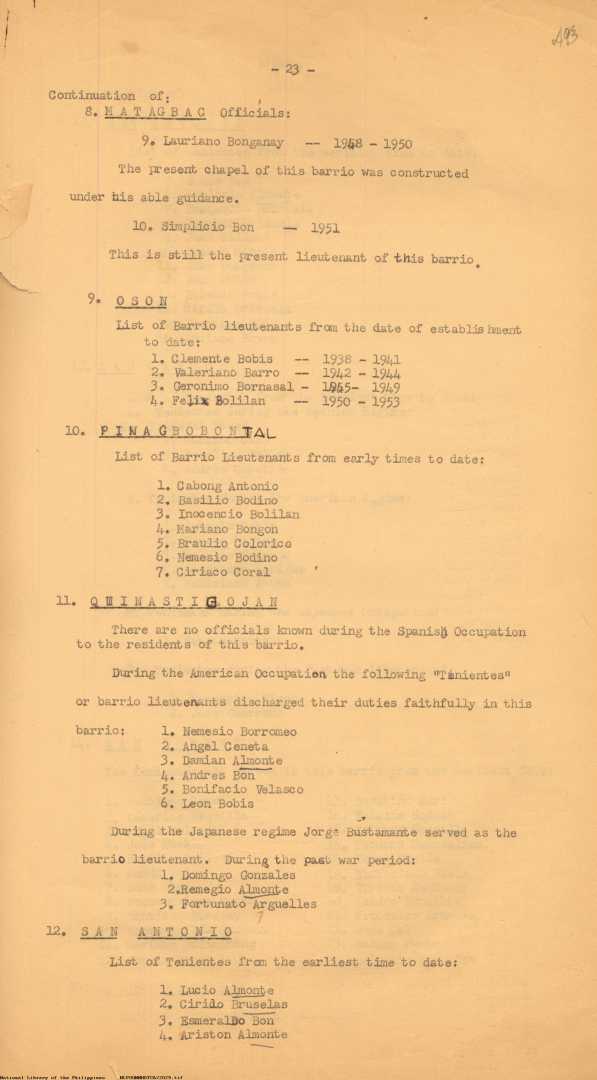 493
- 23 -
Continuation of:
8. M A T A G B A C Officials:
9. Lauriano Bonganay -- 1948 - 1950
The present chapel of this barrio was constructed
under his able guidance.
10. Simplicio Bon -- 1951
This is still the present lieutenant of this barrio.
9. O S O N
List of Barrio lieutenants from the date of establishment
to date:
1. Clemente Bobis -- 1938 - 1941
2. Valeriano Barro -- 1942 - 1944
3. Geronimo Bornasal - 1945- 1949
4. Felix Bolilan -- 1950 - 1953
10. P I N A G B O B O N T A L
List of Barrio Lieutenants from early times to date:
1. Cabong Antonio
2. Basilio Bodino
3. Inocencio Bolilan
4. Mariano Bongon
5. Braulio Colorico
6. Nemesio Bodino
7. Ciriaco Coral
11. Q U I N A S T I G O J A N
There are no officials known during the Spanish Occupation
to the residents of this barrio.
During the American Occupation the following "Tinientes"
or barrio lieutenants discharged their duties faithfully in this
barrio: 1. Nemesio Borromeo
2. Angel Ceneta
3. Damian Almonte
4. Andres Bon
5. Bonifacio Velasco
6. Leon Bobis
During the Japanese regime Jorge Bustamante served as the
barrio lieutenant. During the past war period:
1. Domingo Gonzales
2.Remegio Almonte
3. Fortunato Arguelles
12. S A N A N T O N I O
List of Tenientes from the earliest time to date:
1. Lucio Almonte
2. Cirilo Bruselas
3. Esmeraldo Bon
4. Ariston Almonte
National Library of the Philippines